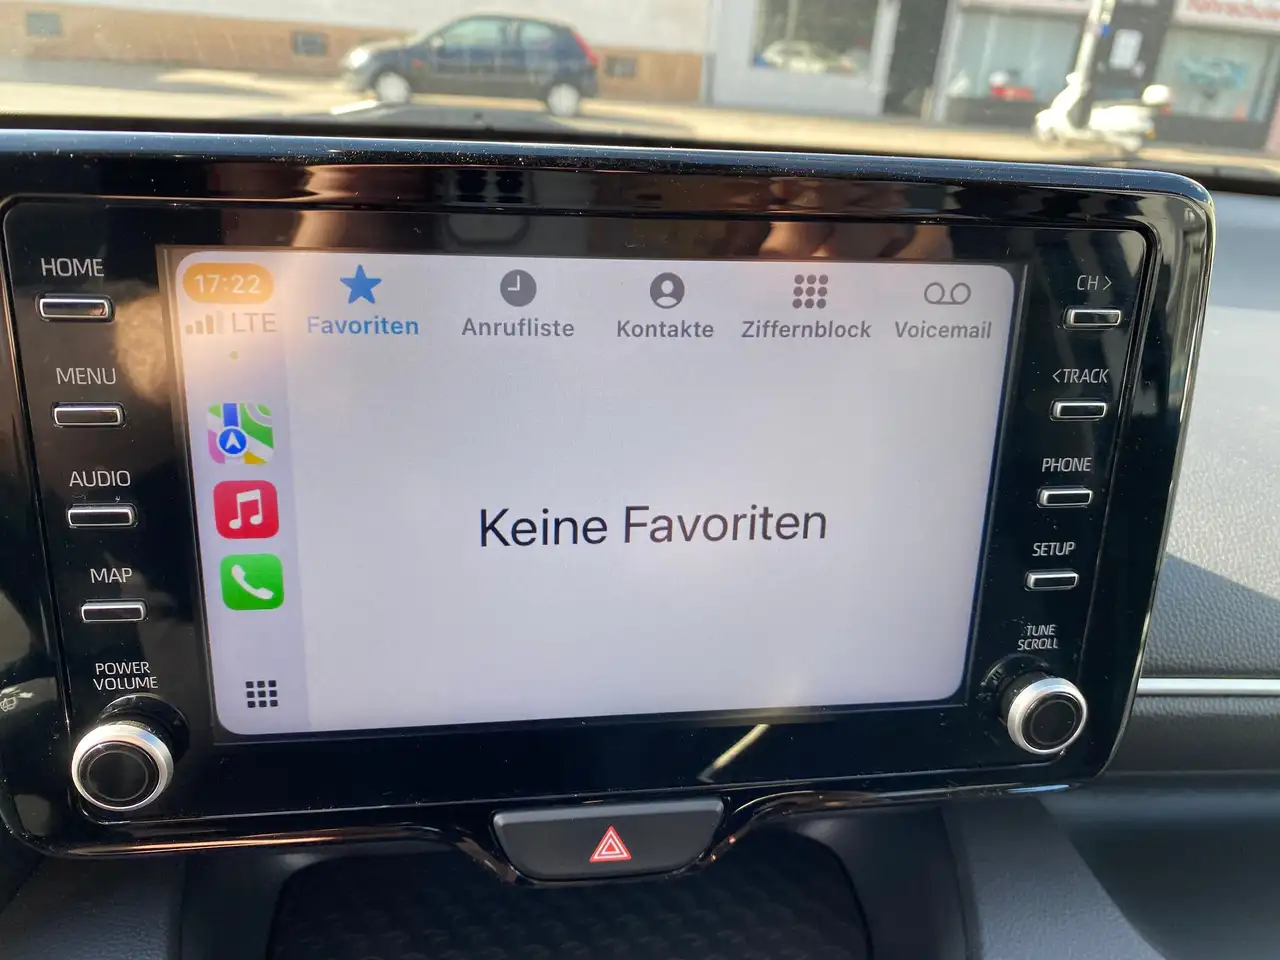 HOME
MENU
AUDIO
MAP
POWER
VOLUME
17:22
LTE
Favoriten
Anrufliste
Kontakte
Ziffernblock
Voicemail
Keine Favoriten
CH >
<TRACK
PHONE
SETUP
TUNE
SCROLL